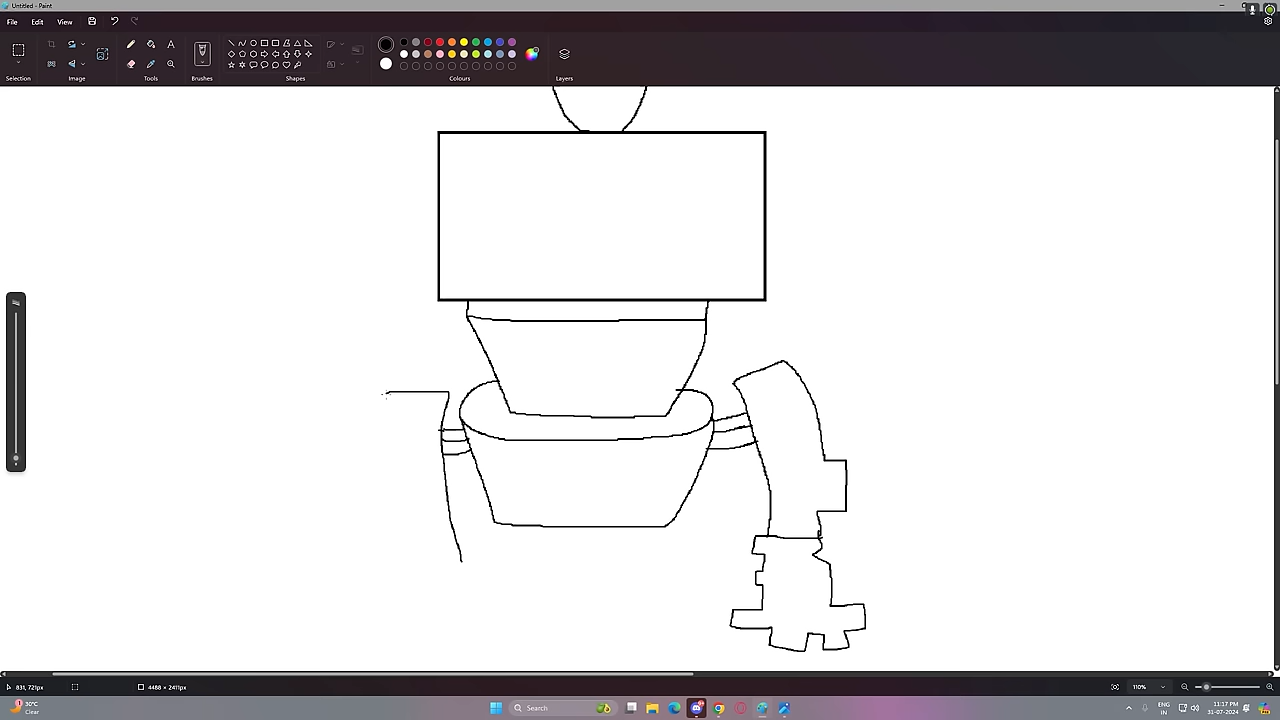 Untitled - Paint
File Edit View
Selection Image Tools Brushes Shapes Colours Layers
831, 721px 4488 × 2411px 110%
30°C
Clear
Search
ENG
IN
11:17 PM
31-07-2024